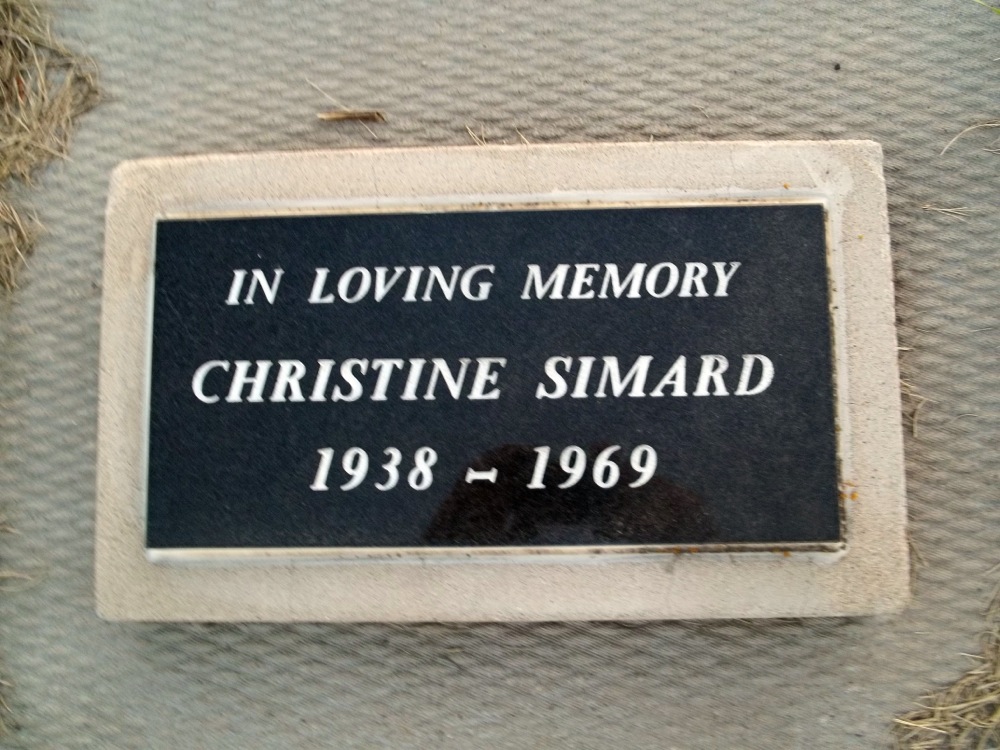 IN LOVING MEMORY
CHRISTINE SIMARD
1938 - 1969